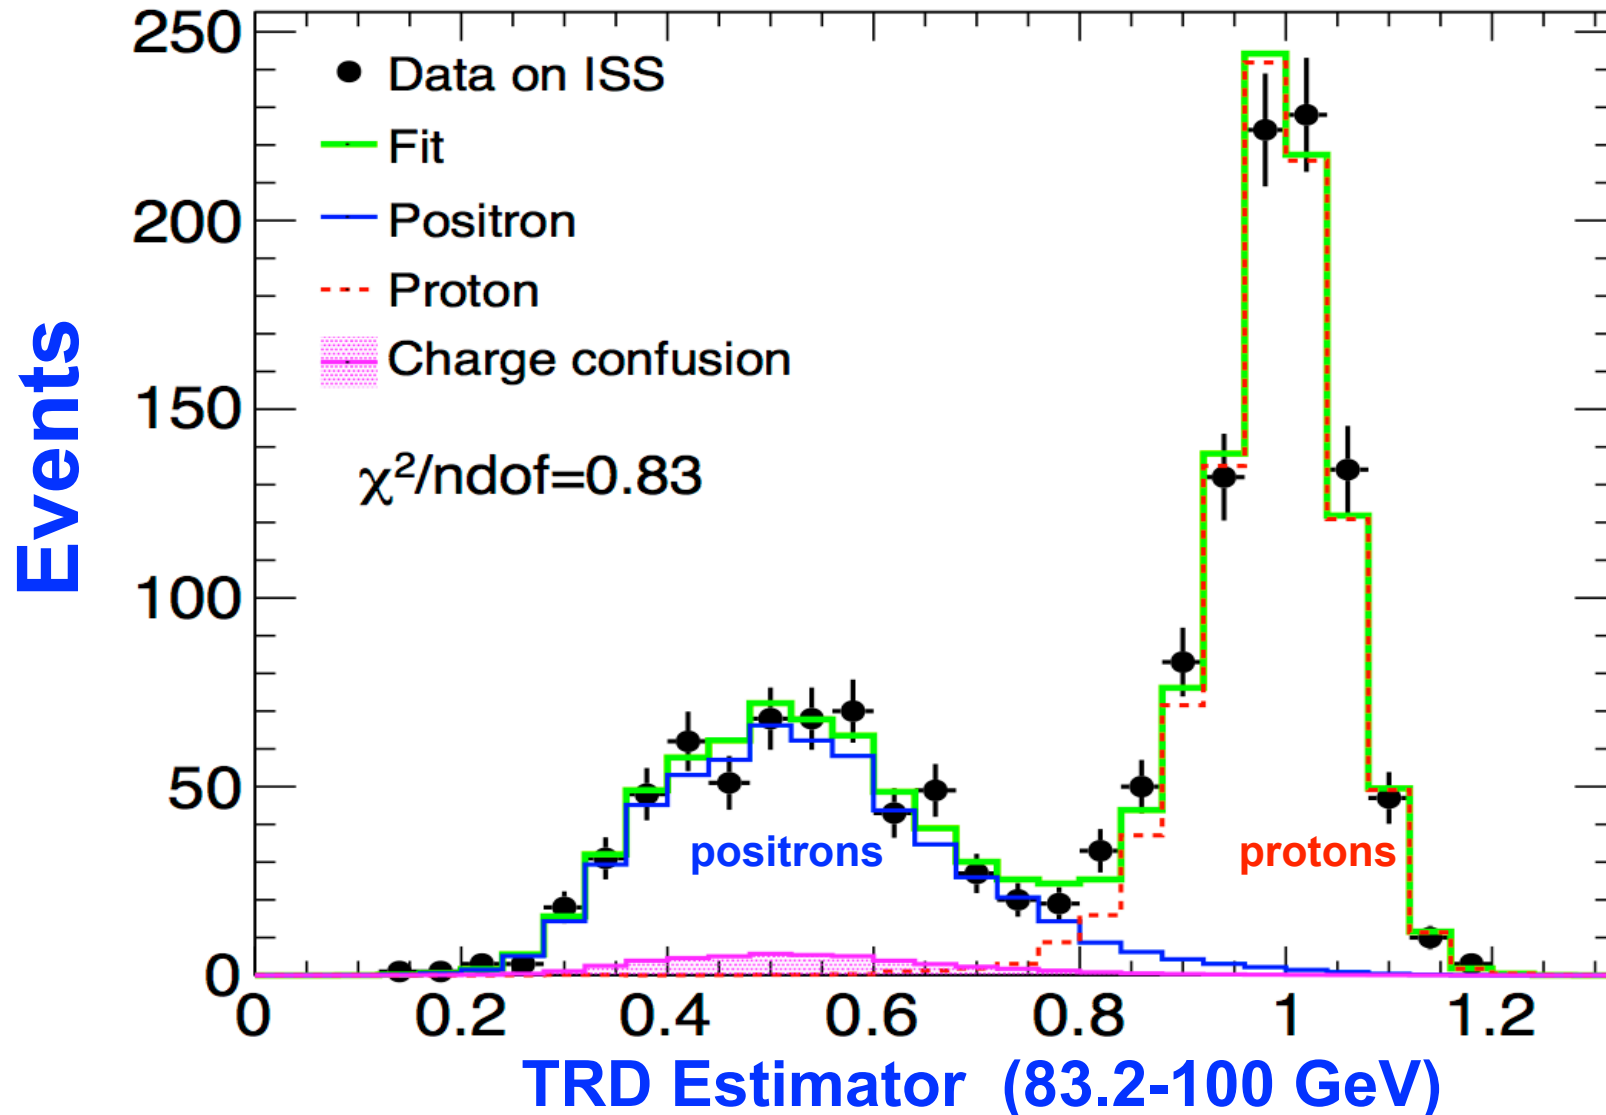 250
200
150
100
50
0
Events
Data on ISS
Fit
Positron
Proton
Charge confusion
χ²/ndof=0.83
positrons
protons
0 0.2 0.4 0.6 0.8 1 1.2
TRD Estimator (83.2-100 GeV)